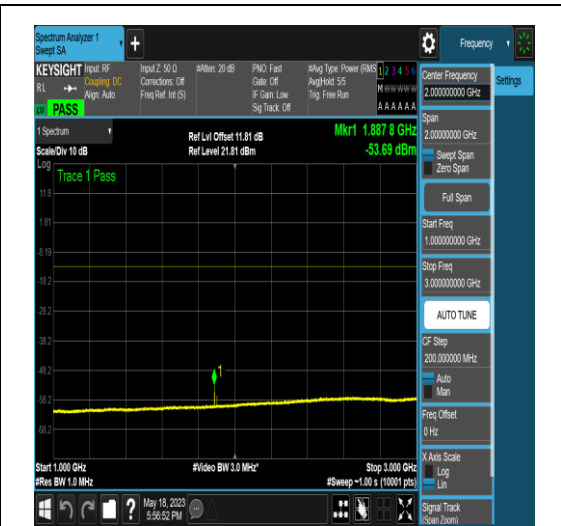 Spectrum Analyzer 1
Swept SA
+
Frequency
KEYSIGHT
RL
PASS
Input: RF
Coupling: DC
Align: Auto
Input Z: 50 Ω
Corrections: Off
Freq Ref: Int (S)
#Atten: 20 dB
PNO: Fast
Gate: Off
IF Gain: Low
Sig Track: Off
#Avg Type: Power (RMS
Avg|Hold: 5/5
Trig: Free Run
1 2 3 4 5 6
M W W W W W
A A A A A A
1 Spectrum
Scale/Div 10 dB
Ref Lvl Offset 11.81 dB
Ref Level 21.81 dBm
Mkr1 1.887 8 GHz
-53.69 dBm
Log
Trace 1 Pass
11.8
1.81
-8.19
-18.2
-28.2
-38.2
-48.2
-58.2
-68.2
1
Start 1.000 GHz
#Res BW 1.0 MHz
#Video BW 3.0 MHz*
Stop 3.000 GHz
#Sweep ~1.00 s (10001 pts)
?
May 18, 2023
5:56:52 PM
Center Frequency
2.000000000 GHz
Settings
Span
2.00000000 GHz
Swept Span
Zero Span
Full Span
Start Freq
1.000000000 GHz
Stop Freq
3.000000000 GHz
AUTO TUNE
CF Step
200.000000 MHz
Auto
Man
Freq Offset
0 Hz
X Axis Scale
Log
Lin
Signal Track
(Span Zoom)